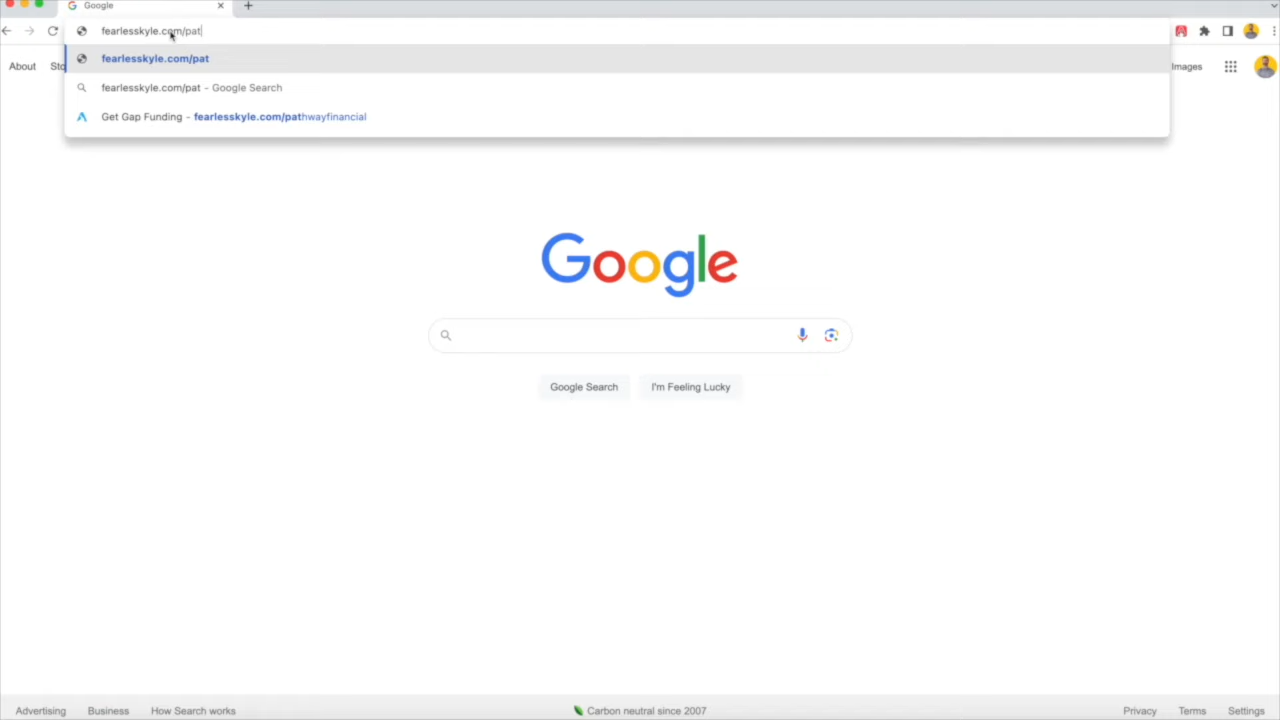 Google
fearlesskyle.com/pat
fearlesskyle.com/pat
fearlesskyle.com/pat - Google Search
Get Gap Funding - fearlesskyle.com/pathwayfinancial
About
Images
Google
Google Search
I'm Feeling Lucky
Advertising
Business
How Search works
Carbon neutral since 2007
Privacy
Terms
Settings